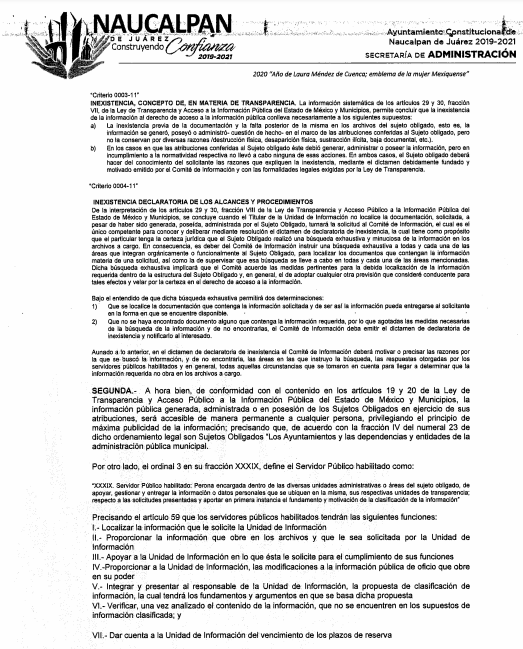 NAUCALPAN
DE JUÁREZ
Construyendo Confianza
2019-2021
Ayuntamiento Constitucional de
Naucalpan de Juárez 2019-2021
SECRETARÍA DE ADMINISTRACIÓN
2020 "Año de Laura Méndez de Cuenca; emblema de la mujer Mexiquense"
"Criterio 0003-11"
INEXISTENCIA, CONCEPTO DE, EN MATERIA DE TRANSPARENCIA. La información sistemática de los artículos 29 y 30, fracción
VII, de la Ley de Transparencia y Acceso a la Información Pública del Estado de México y Municipios, permite concluir que la inexistencia
de la información al derecho de acceso a la información pública conlleva necesariamente a los siguientes supuestos:
a) La inexistencia previa de la documentación y la falta posterior de la misma en los archivos del sujeto obligado, esto es, la
información se generó, poseyó o administró- cuestión de hecho- en el marco de las atribuciones conferidas al Sujeto obligado, pero
no la conservan por diversas razones /destrucción física, desaparición física, sustracción ilícita, baja documental, etc.).
b) En los casos en que las atribuciones conferidas al Sujeto obligado éste debió generar, administrar o poseer la información, pero en
incumplimiento a la normatividad respectiva no llevó a cabo ninguna de esas acciones. En ambos casos, el Sujeto obligado deberá
hacer del conocimiento del solicitante las razones que expliquen la inexistencia, mediante el dictamen debidamente fundado y
motivado emitido por el Comité de Información y con las formalidades legales exigidas por la Ley de Transparencia.
"Criterio 0004-11"
INEXISTENCIA DECLARATORIA DE LOS ALCANCES Y PROCEDIMIENTOS
De la interpretación de los artículos 29 y 30, fracción VIII de la Ley de Transparencia y Acceso Público a la Información Pública del
Estado de México y Municipios, se concluye cuando el Titular de la Unidad de Información no localice la documentación, solicitada, a
pesar de haber sido generada, poseída, administrada por el Sujeto Obligado, turnará la solicitud al Comité de Información, el cual es el
único competente para conocer y deliberar mediante resolución el dictamen de declaratoria de inexistencia, la cual tiene como propósito
que el particular tenga la certeza jurídica que el Sujeto Obligado realizó una búsqueda exhaustiva y minuciosa de la información en los
archivos a cargo. En consecuencia, es deber del Comité de Información instruir una búsqueda exhaustiva a todas y cada una de las
áreas que integran orgánicamente o funcionalmente al Sujeto Obligado, para localizar los documentos que contengan la información
materia de una solicitud, así como la de supervisar que esa búsqueda se lleve a cabo en todas y cada una de las áreas mencionadas.
Dicha búsqueda exhaustiva implicará que el Comité acuerde las medidas pertinentes para la debida localización de la información
requerida dentro de la estructura del Sujeto Obligado y, en general, el de adoptar cualquier otra previsión que consideré conducente para
tales efectos y velar por la certeza en el derecho de acceso a la información.
Bajo el entendido de que dicha búsqueda exhaustiva permitirá dos determinaciones:
1) Que se localice la documentación que contenga la información solicitada y de ser así la información pueda entregarse al solicitante
en la forma en que se encuentre disponible.
2) Que no se haya encontrado documento alguno que contenga la información requerida, por lo que agotadas las medidas necesarias
de la búsqueda de la información y de no encontrarlas, el Comité de Información deba emitir el dictamen de declaratoria de
inexistencia y notificarlo al interesado.
Aunado a lo anterior, en el dictamen de declaratoria de inexistencia el Comité de Información deberá motivar o precisar las razones por
la que se buscó la información, y de no encontrarla, las áreas en las que instruyo la búsqueda, las respuestas otorgadas por los
servidores públicos habilitados y en general, todas aquellas circunstancias que se tomaron en cuenta para llegar a determinar que la
información requerida no obra en los archivos a cargo.
SEGUNDA.- A hora bien, de conformidad con el contenido en los artículos 19 y 20 de la Ley de
Transparencia y Acceso Público a la Información Pública del Estado de México y Municipios, la
información pública generada, administrada o en posesión de los Sujetos Obligados en ejercicio de sus
atribuciones, será accesible de manera permanente a cualquier persona, privilegiando el principio de
máxima publicidad de la información; precisando que, de acuerdo con la fracción IV del numeral 23 de
dicho ordenamiento legal son Sujetos Obligados "Los Ayuntamientos y las dependencias y entidades de la
administración pública municipal.
Por otro lado, el ordinal 3 en su fracción XXXIX, define el Servidor Público habilitado como:
"XXXIX. Servidor Público habilitado: Perona encargada dentro de las diversas unidades administrativas o áreas del sujeto obligado, de
apoyar, gestionar y entregar la información o datos personales que se ubiquen en la misma, sus respectivas unidades de transparencia;
respecto a las solicitudes presentadas y aportar en primera instancia el fundamento y motivación de la clasificación de la información"
Precisando el artículo 59 que los servidores públicos habilitados tendrán las siguientes funciones:
I.- Localizar la información que le solicite la Unidad de Información
II.- Proporcionar la información que obre en los archivos y que le sea solicitada por la Unidad de
Información
III.- Apoyar a la Unidad de Información en lo que ésta le solicite para el cumplimiento de sus funciones
IV.-Proporcionar a la Unidad de Información, las modificaciones a la información pública de oficio que obre
en su poder
V.- Integrar y presentar al responsable de la Unidad de Información, la propuesta de clasificación de
información, la cual tendrá los fundamentos y argumentos en que se basa dicha propuesta
VI.- Verificar, una vez analizado el contenido de la información, que no se encuentren en los supuestos de
información clasificada; y
VII.- Dar cuenta a la Unidad de Información del vencimiento de los plazos de reserva